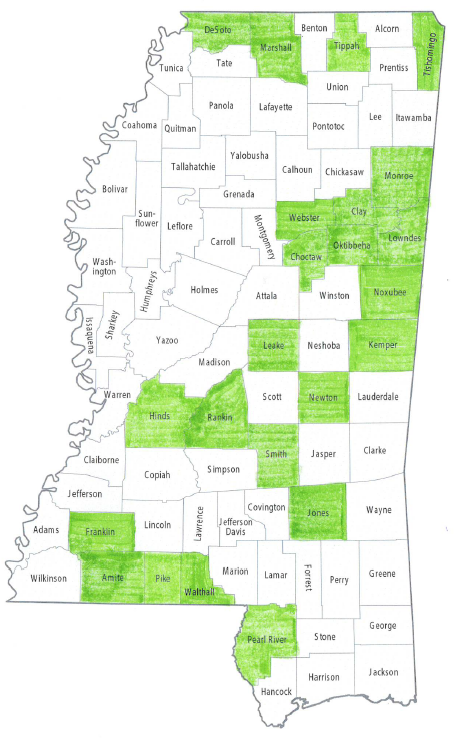 DeSoto
Benton
Alcorn
Tishomingo
Marshall
Tippah
Tunica
Tate
Prentiss
Union
Panola
Lafayette
Lee
Itawamba
Coahoma
Quitman
Pontotoc
Yalobusha
Tallahatchie
Calhoun
Chickasaw
Monroe
Bolivar
Grenada
Sun-
flower
Leflore
Webster
Clay
Montgomery
Carroll
Lowndes
Oktibbeha
Choctaw
Wash-
ington
Humphreys
Holmes
Attala
Winston
Noxubee
Issaquena
Sharkey
Yazoo
Leake
Neshoba
Kemper
Madison
Warren
Scott
Newton
Lauderdale
Hinds
Rankin
Smith
Jasper
Clarke
Claiborne
Copiah
Simpson
Jefferson
Covington
Jones
Wayne
Adams
Franklin
Lincoln
Lawrence
Jefferson
Davis
Wilkinson
Amite
Pike
Walthall
Marion
Lamar
Forrest
Perry
Greene
Pearl River
Stone
George
Hancock
Harrison
Jackson